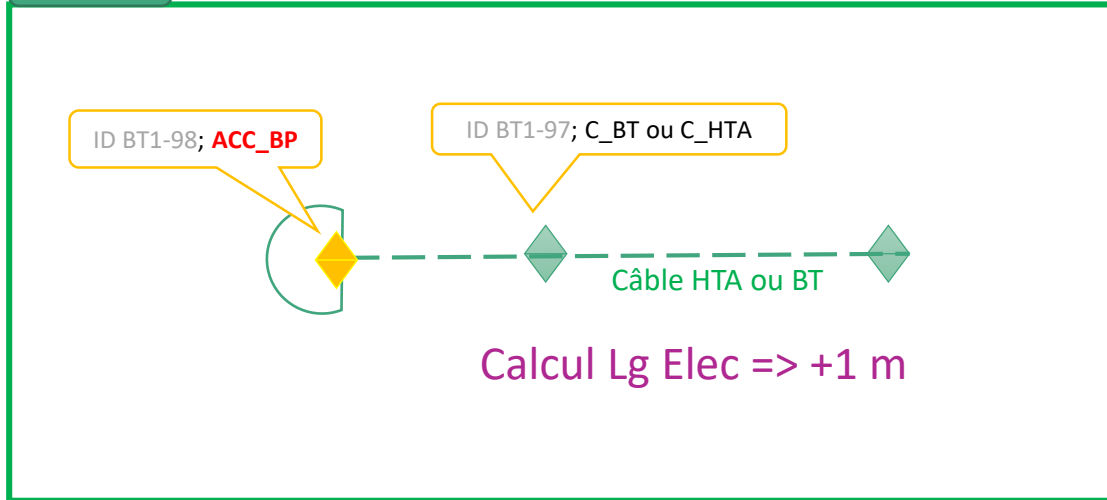 ID BT1-98; ACC_BP
ID BT1-97; C_BT ou C_HTA
Câble HTA ou BT
Calcul Lg Elec => +1 m